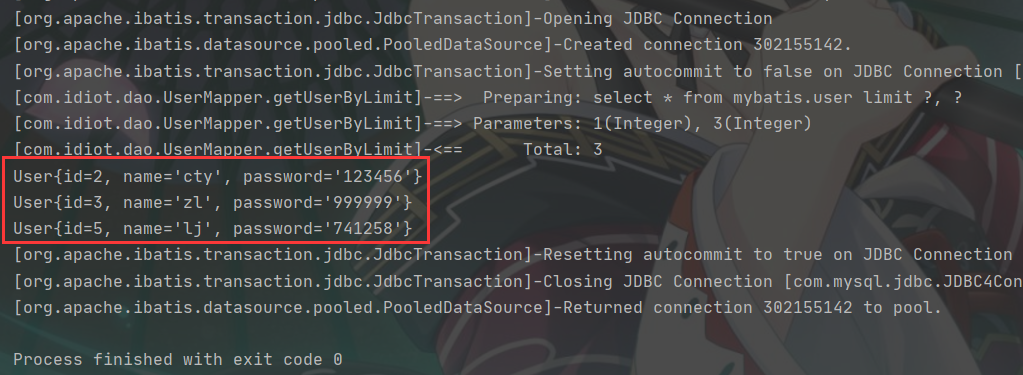 [org.apache.ibatis.transaction.jdbc.JdbcTransaction]-Opening JDBC Connection
[org.apache.ibatis.datasource.pooled.PooledDataSource]-Created connection 302155142.
[org.apache.ibatis.transaction.jdbc.JdbcTransaction]-Setting autocommit to false on JDBC Connection [
[com.idiot.dao.UserMapper.getUserByLimit]-==>  Preparing: select * from mybatis.user limit ?, ?
[com.idiot.dao.UserMapper.getUserByLimit]-==> Parameters: 1(Integer), 3(Integer)
[com.idiot.dao.UserMapper.getUserByLimit]-<==      Total: 3
User{id=2, name='cty', password='123456'}
User{id=3, name='zl', password='999999'}
User{id=5, name='lj', password='741258'}
[org.apache.ibatis.transaction.jdbc.JdbcTransaction]-Resetting autocommit to true on JDBC Connection
[org.apache.ibatis.transaction.jdbc.JdbcTransaction]-Closing JDBC Connection [com.mysql.jdbc.JDBC4Con
[org.apache.ibatis.datasource.pooled.PooledDataSource]-Returned connection 302155142 to pool.
Process finished with exit code 0